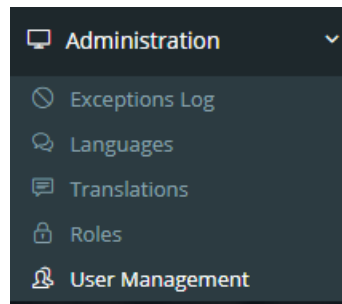 Administration
Exceptions Log
Languages
Translations
Roles
User Management